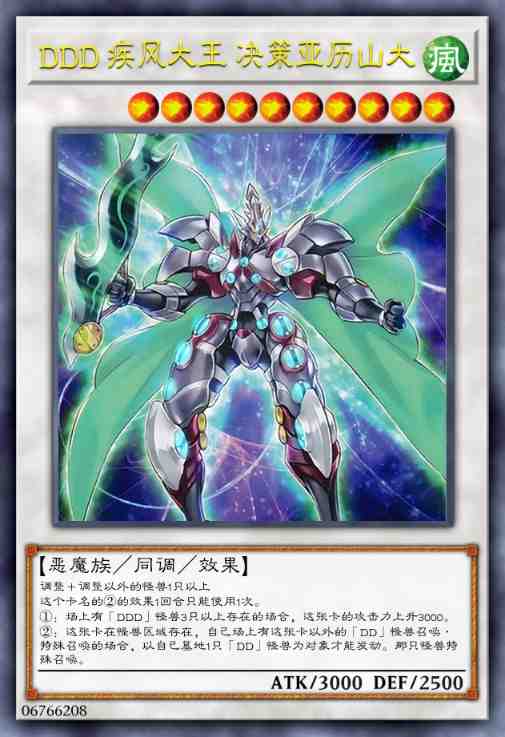 DDD 疾风大王 决策亚历山大
風
【恶魔族／同调／效果】
调整＋调整以外的怪兽1只以上
这个卡名的②的效果1回合只能使用1次。
①：场上有「DDD」怪兽3只以上存在的场合，这张卡的攻击力上升3000。
②：这张卡在怪兽区域存在，自己场上有这张卡以外的「DD」怪兽召唤·
特殊召唤的场合，以自己墓地1只「DD」怪兽为对象才能发动。那只怪兽特
殊召唤。
ATK/3000 DEF/2500
06766208